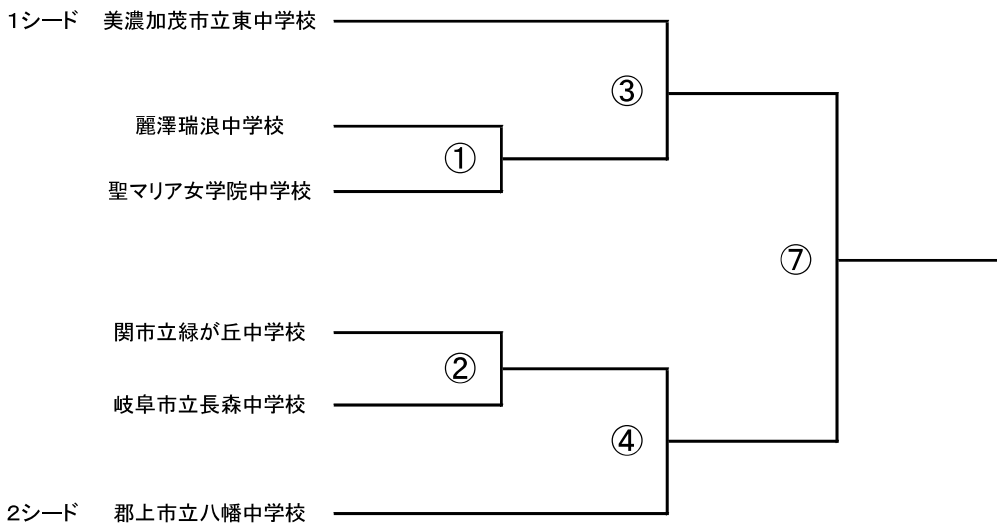 1シード 美濃加茂市立東中学校
③
麗澤瑞浪中学校
①
聖マリア女学院中学校
⑦
関市立緑が丘中学校
②
岐阜市立長森中学校
④
2シード 郡上市立八幡中学校